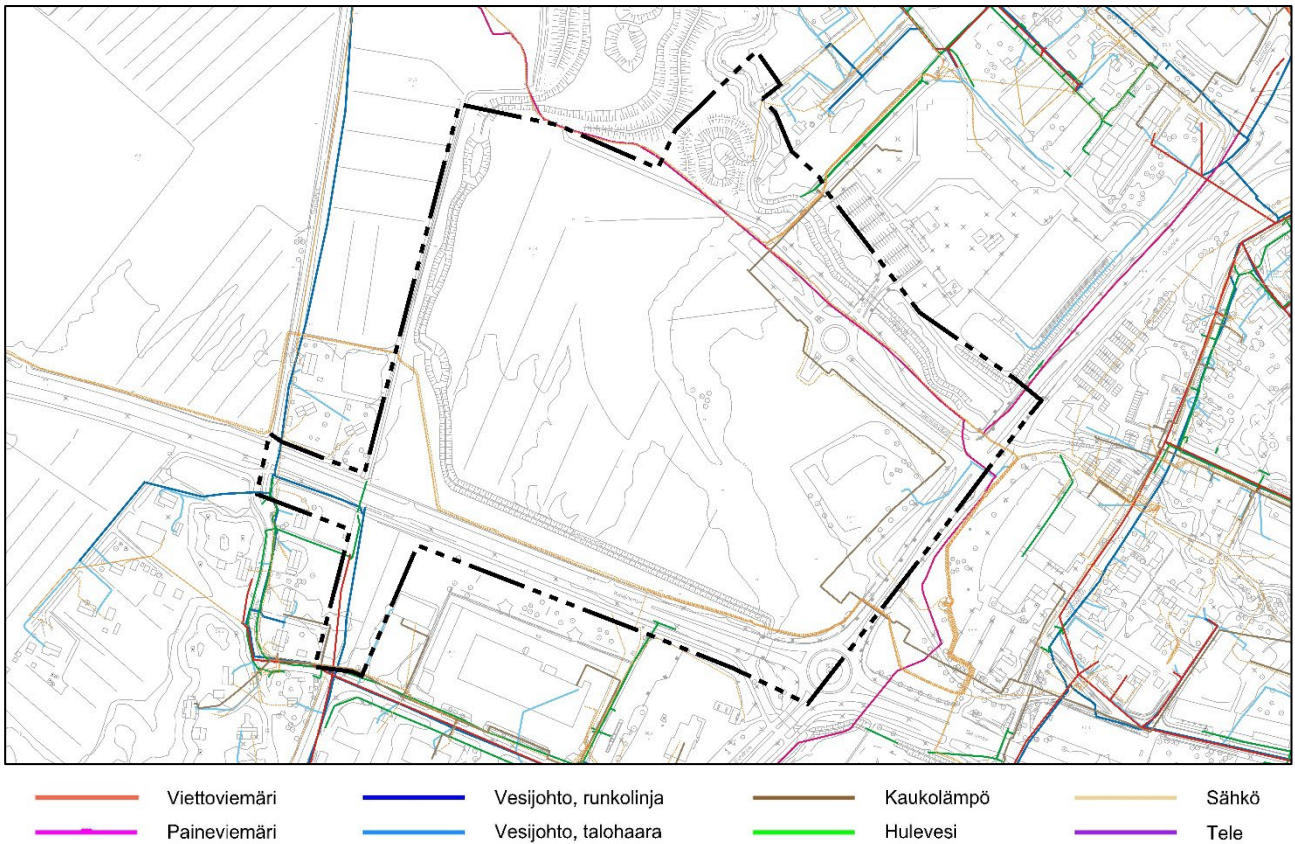 Viettoviemäri Vesijohto, runkolinja Kaukolämpö Sähkö
Paineviemäri Vesijohto, talohaara Hulevesi Tele